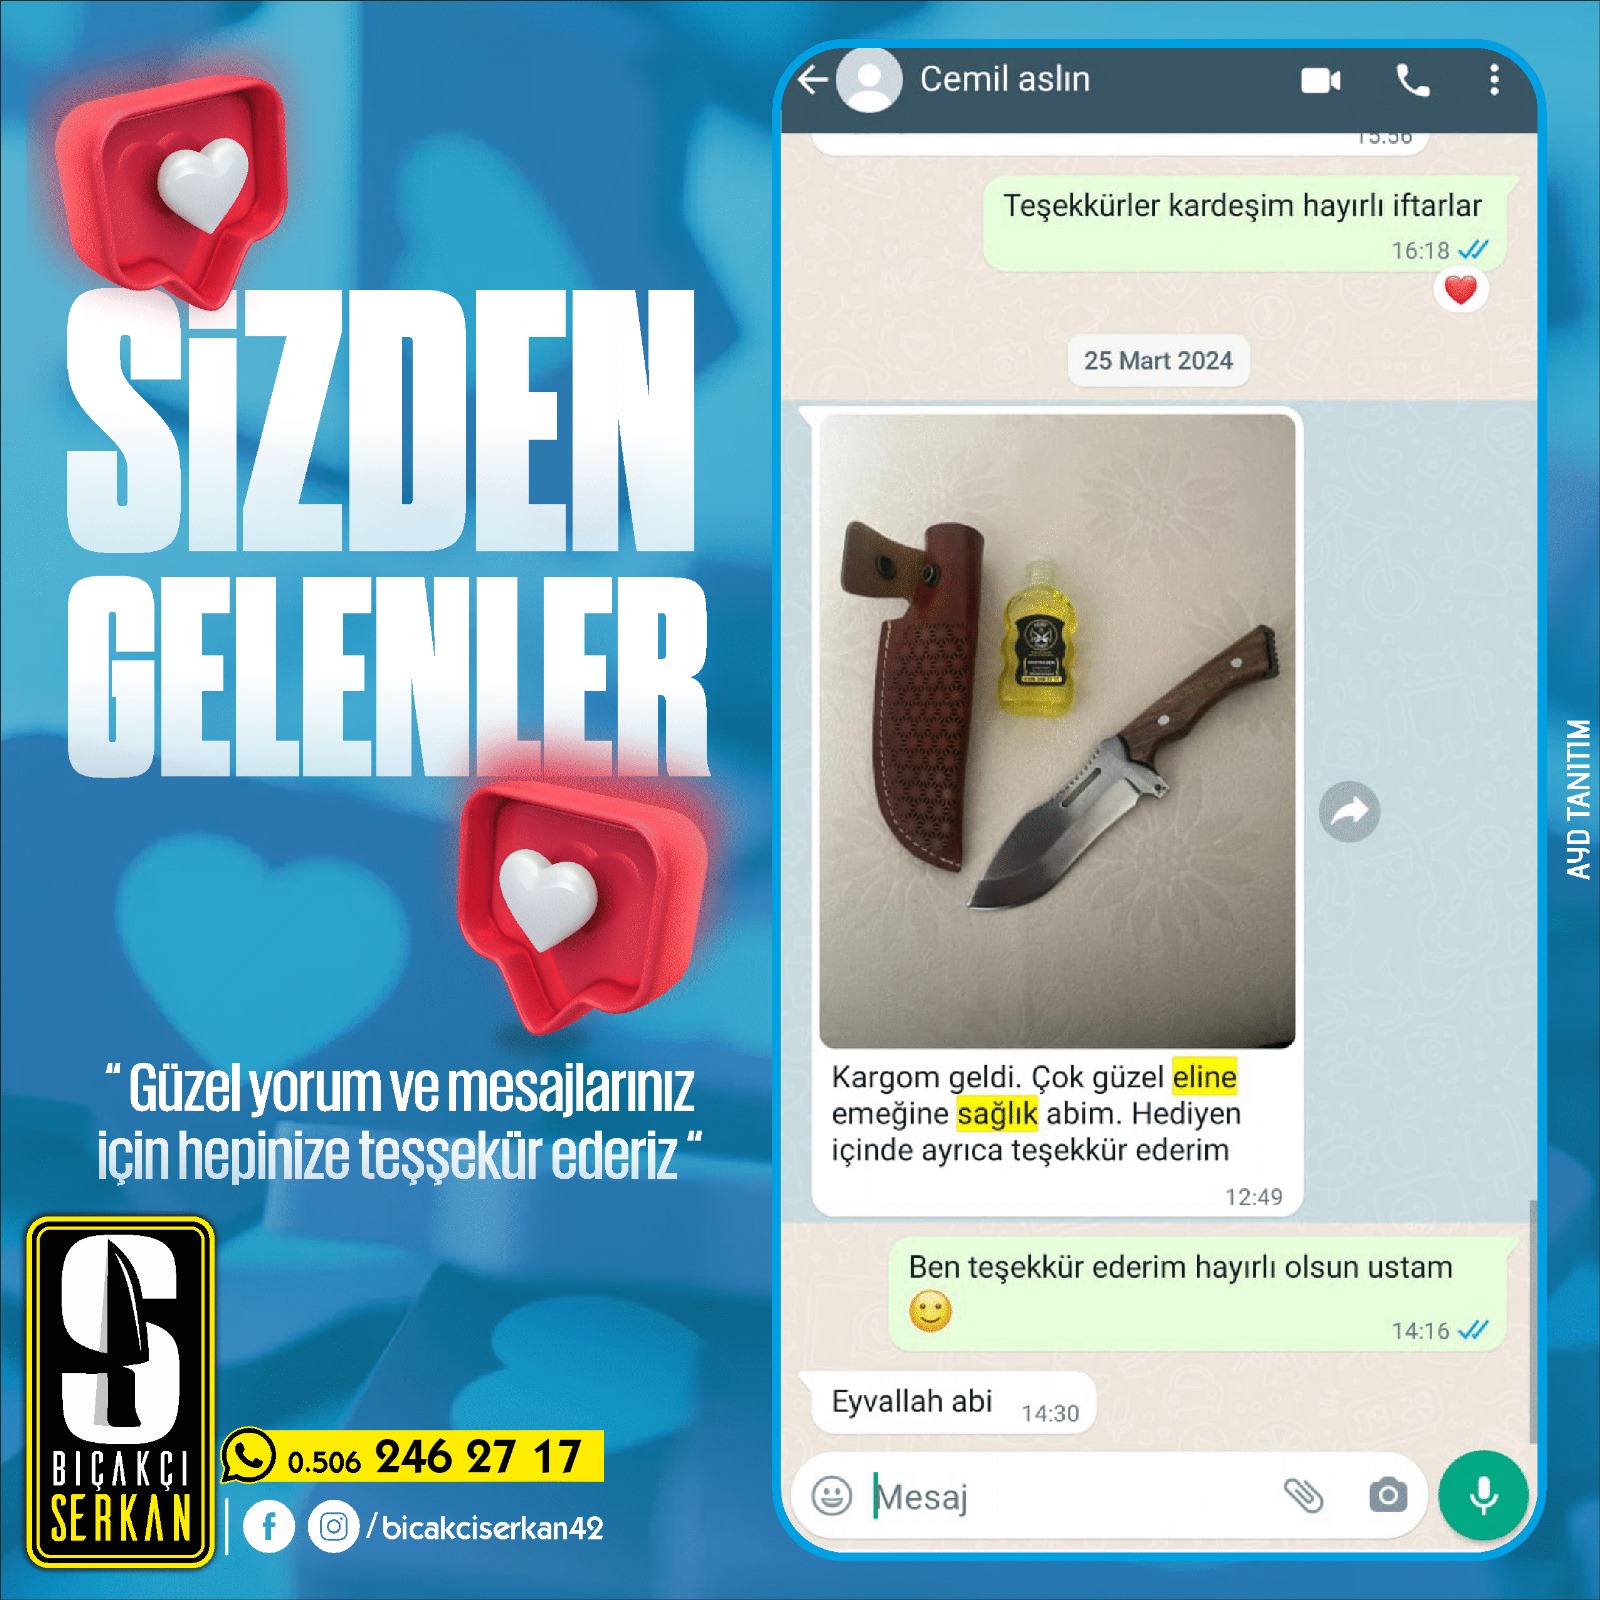 SİZDEN
GELENLER
“ Güzel yorum ve mesajlarınız
için hepinize teşşekür ederiz “
S
BIÇAKÇI
SERKAN
0.506 246 27 17
f
/bicakciserkan42
Cemil aslın
15:56
Teşekkürler kardeşim hayırlı iftarlar
16:18
25 Mart 2024
Kargom geldi. Çok güzel eline
emeğine sağlık abim. Hediyen
içinde ayrıca teşekkür ederim
12:49
Ben teşekkür ederim hayırlı olsun ustam
14:16
Eyvallah abi
14:30
Mesaj
AYD TANITIM